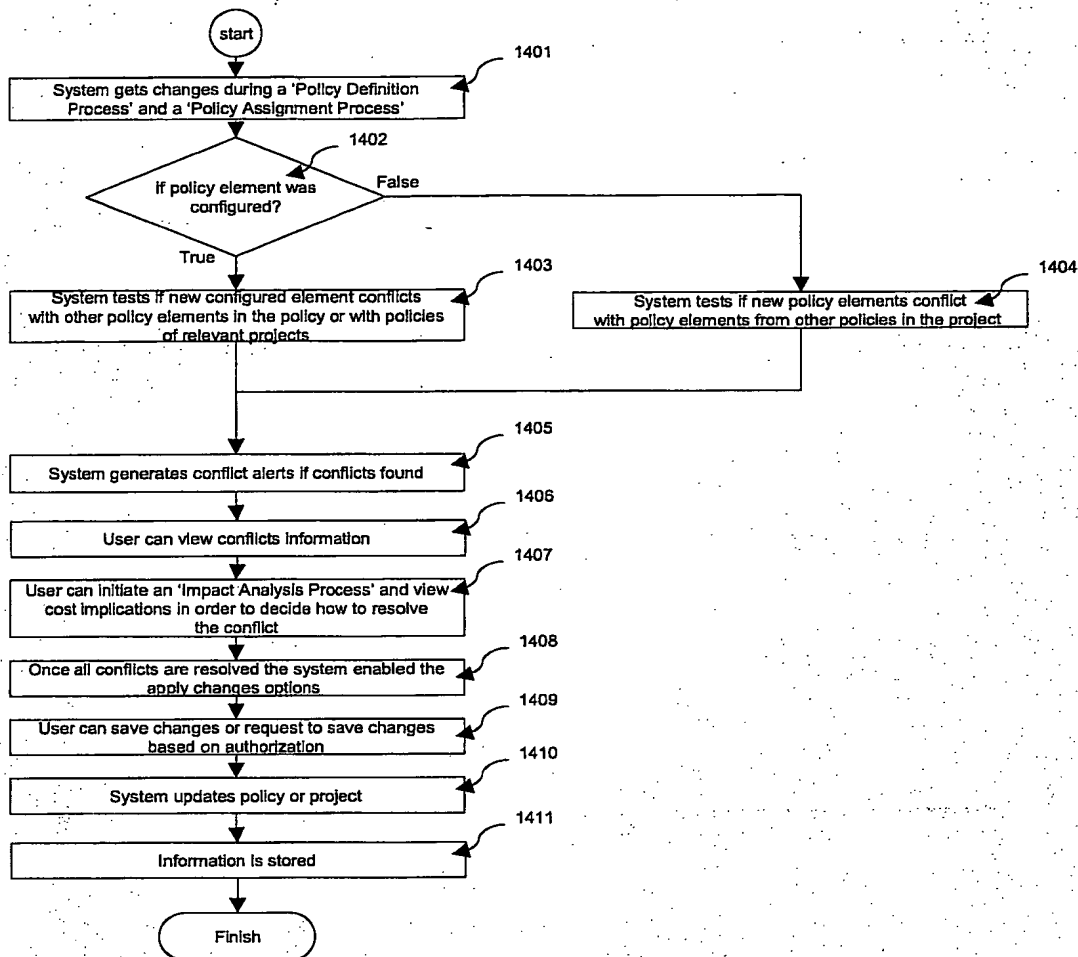 start
1401
System gets changes during a 'Policy Definition
Process' and a 'Policy Assignment Process'
1402
If policy element was
configured?
False
True
1403
System tests if new configured element conflicts
with other policy elements in the policy or with policies
of relevant projects
1404
System tests if new policy elements conflict
with policy elements from other policies in the project
1405
System generates conflict alerts if conflicts found
1406
User can view conflicts information
1407
User can initiate an 'Impact Analysis Process' and view
cost implications in order to decide how to resolve
the conflict
1408
Once all conflicts are resolved the system enabled the
apply changes options
1409
User can save changes or request to save changes
based on authorization
1410
System updates policy or project
1411
Information is stored
Finish